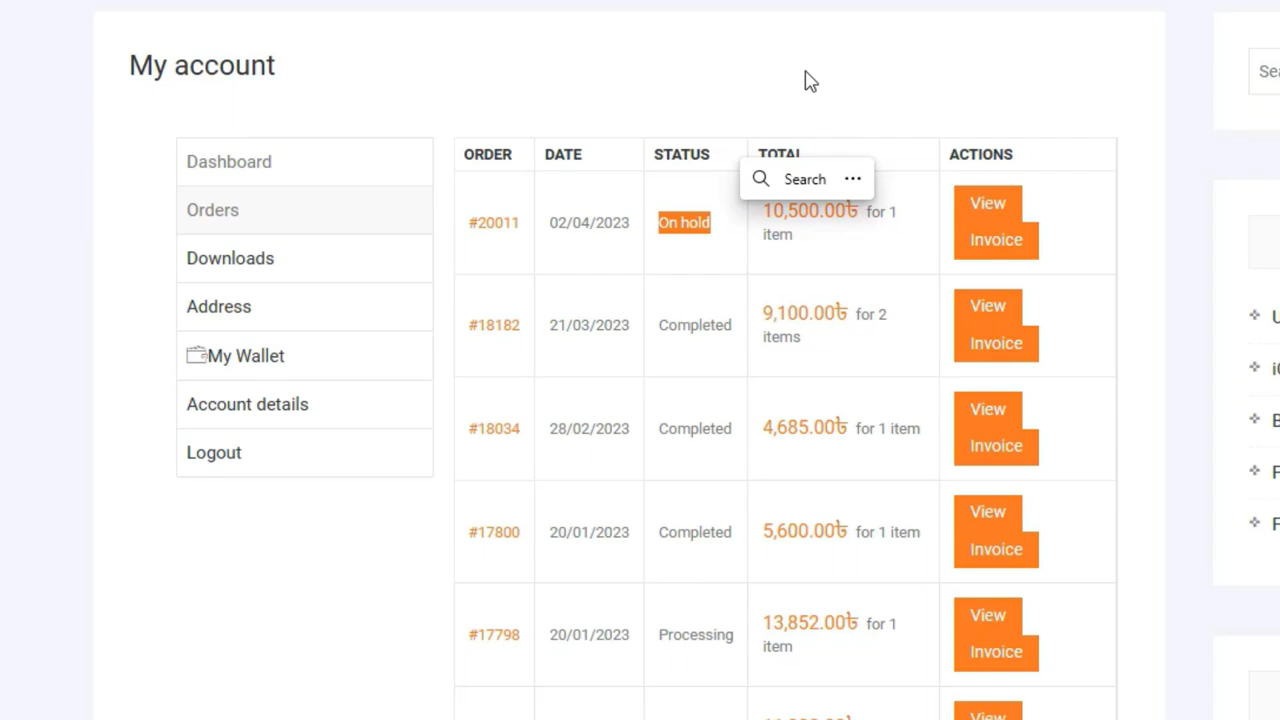 My account
Sea
Dashboard
Orders
Downloads
Address
My Wallet
Account details
Logout
ORDER DATE STATUS TOTAL ACTIONS
Search ...
#20011 02/04/2023 On hold 10,500.00৳ for 1
item
View
Invoice
#18182 21/03/2023 Completed 9,100.00৳ for 2
items
View
Invoice
#18034 28/02/2023 Completed 4,685.00৳ for 1 item
View
Invoice
#17800 20/01/2023 Completed 5,600.00৳ for 1 item
View
Invoice
#17798 20/01/2023 Processing 13,852.00৳ for 1
item
View
Invoice
View